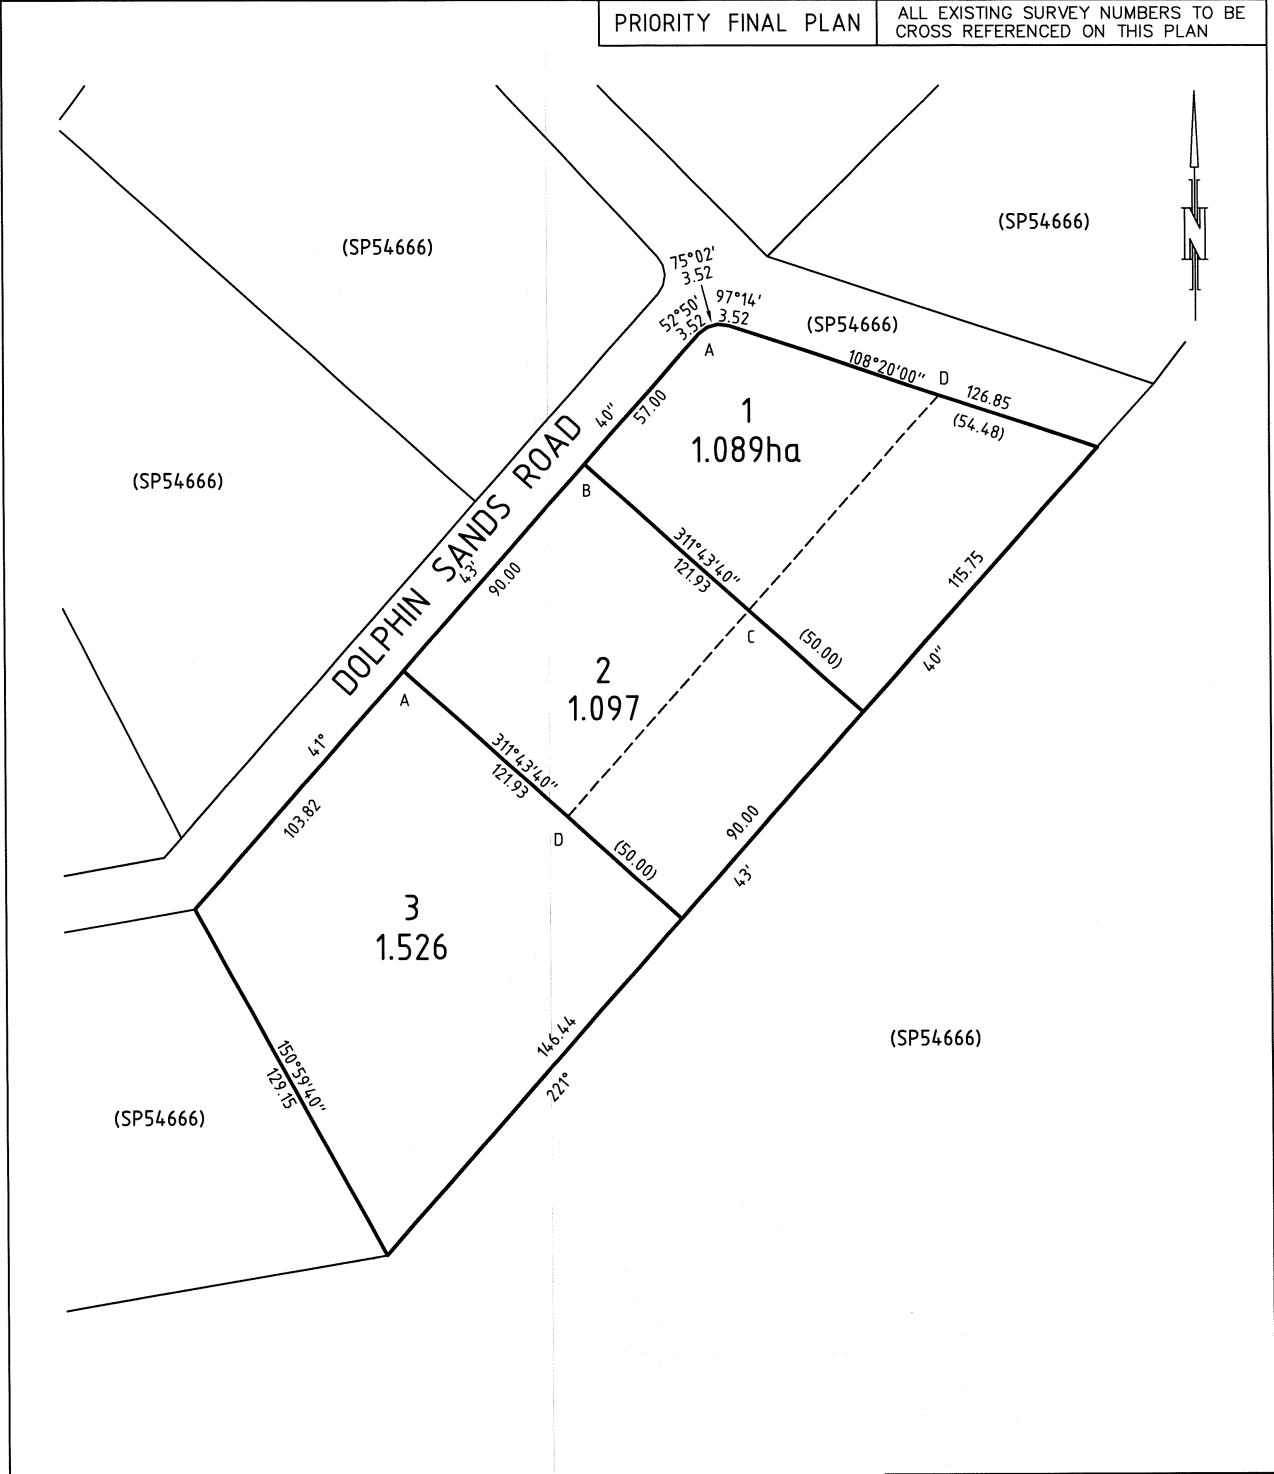 PRIORITY FINAL PLAN
ALL EXISTING SURVEY NUMBERS TO BE
CROSS REFERENCED ON THIS PLAN
(SP54666)
(SP54666)
N
75°02'
3.52
52°50'
3.52
97°14'
3.52
(SP54666)
A
108°20'00"
D
126.85
(54.48)
1
1.089ha
40"
57.00
DOLPHIN SANDS ROAD
(SP54666)
B
43'
90.00
311°43'40"
121.93
115.75
C
(50.00)
40"
2
1.097
A
41°
311°43'40"
121.93
103.82
D
(50.00)
90.00
43'
3
1.526
146.44
221°
150°59'40"
129.15
(SP54666)
(SP54666)